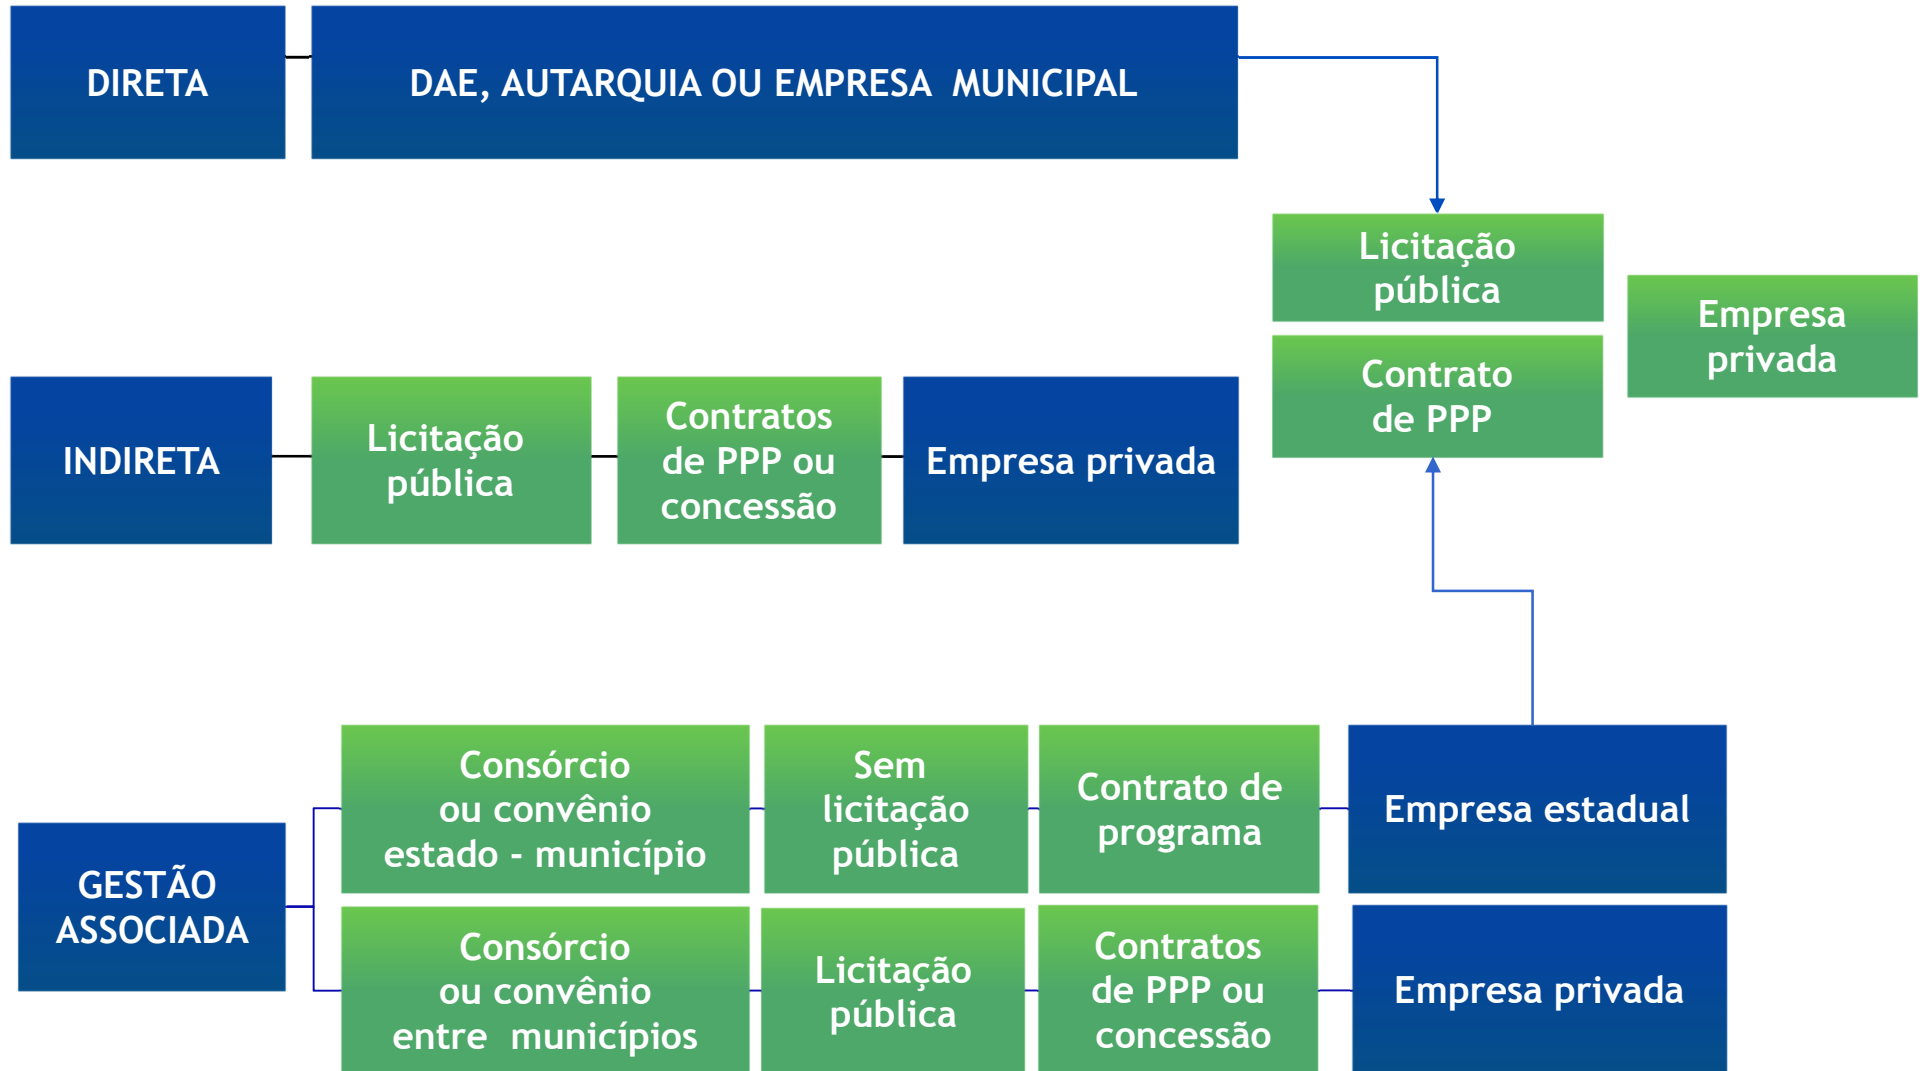 DIRETA
DAE, AUTARQUIA OU EMPRESA MUNICIPAL
Licitação
pública
Contrato
de PPP
Empresa
privada
INDIRETA
Licitação
pública
Contratos
de PPP ou
concessão
Empresa privada
GESTÃO
ASSOCIADA
Consórcio
ou convênio
estado - município
Sem
licitação
pública
Contrato de
programa
Empresa estadual
Consórcio
ou convênio
entre municípios
Licitação
pública
Contratos
de PPP ou
concessão
Empresa privada